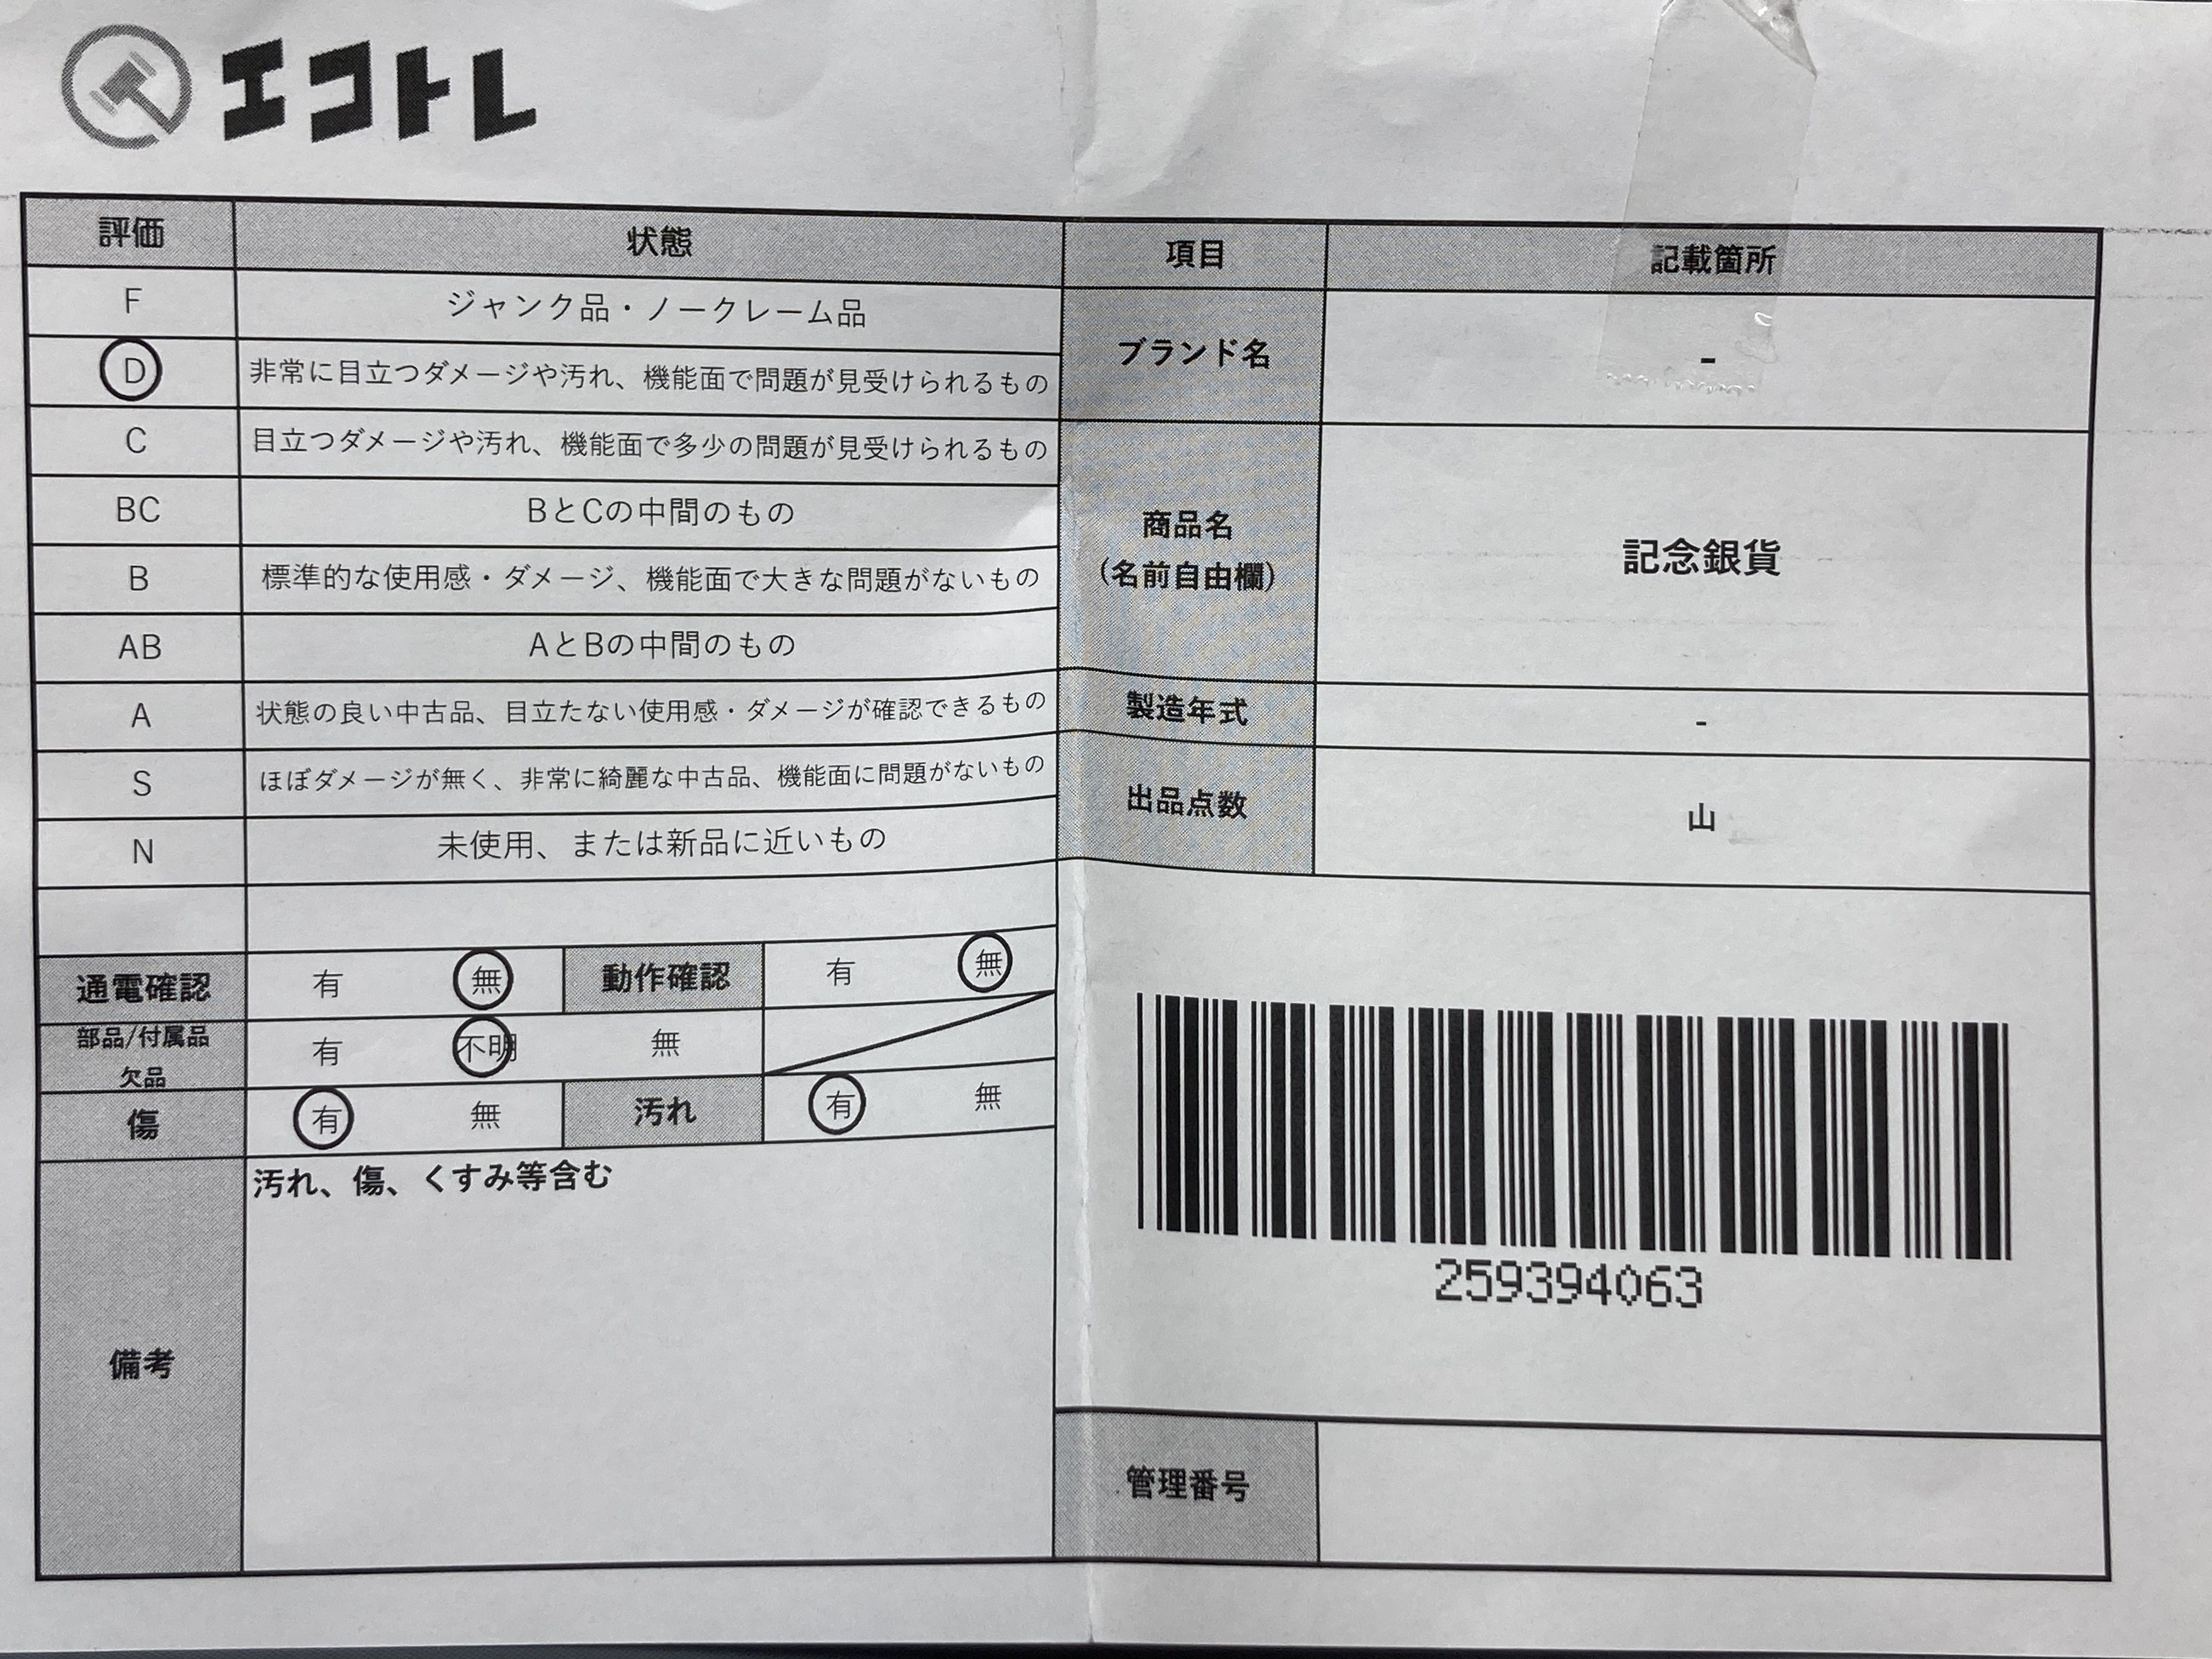 エコトレ
評価 状態
F ジャンク品・ノークレーム品
D 非常に目立つダメージや汚れ、機能面で問題が見受けられるもの
C 目立つダメージや汚れ、機能面で多少の問題が見受けられるもの
BC BとCの中間のもの
B 標準的な使用感・ダメージ、機能面で大きな問題がないもの
AB AとBの中間のもの
A 状態の良い中古品、目立たない使用感・ダメージが確認できるもの
S ほぼダメージが無く、非常に綺麗な中古品、機能面に問題がないもの
N 未使用、または新品に近いもの
通電確認 有 無 動作確認 有 無
部品/付属品
欠品
有 不明 無
傷 有 無 汚れ 有 無
備考
汚れ、傷、くすみ等含む
項目 記載箇所
ブランド名 -
商品名
(名前自由欄)
記念銀貨
製造年式 -
出品点数 山
259394063
管理番号